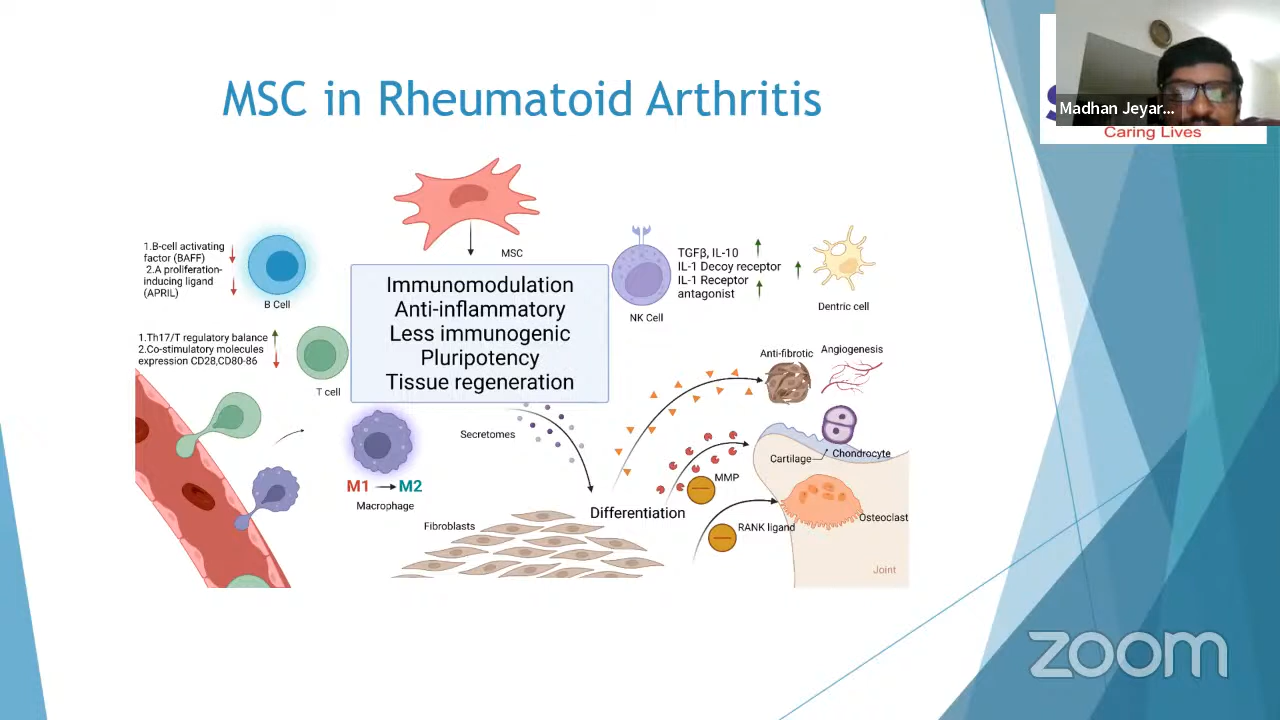 MSC in Rheumatoid Arthritis
Madhan Jeyar...
Caring Lives
MSC
1.B-cell activating
factor (BAFF)
2.A proliferation-
inducing ligand
(APRIL)
B Cell
Immunomodulation
Anti-inflammatory
Less immunogenic
Pluripotency
Tissue regeneration
TGFβ, IL-10
IL-1 Decoy receptor
IL-1 Receptor
antagonist
NK Cell
Dentric cell
1.Th17/T regulatory balance
2.Co-stimulatory molecules
expression CD28,CD80-86
T cell
Anti-fibrotic
Angiogenesis
Secretomes
M1 M2
Macrophage
Cartilage
Chondrocyte
MMP
Differentiation
Fibroblasts
RANK ligand
Osteoclast
Joint
zoom